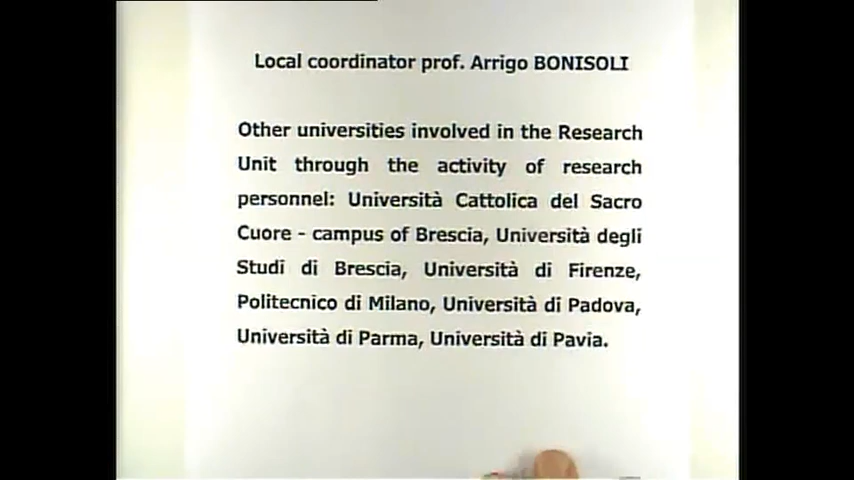 Local coordinator prof. Arrigo BONISOLI
Other universities involved in the Research
Unit through the activity of research
personnel: Università Cattolica del Sacro
Cuore - campus of Brescia, Università degli
Studi di Brescia, Università di Firenze,
Politecnico di Milano, Università di Padova,
Università di Parma, Università di Pavia.